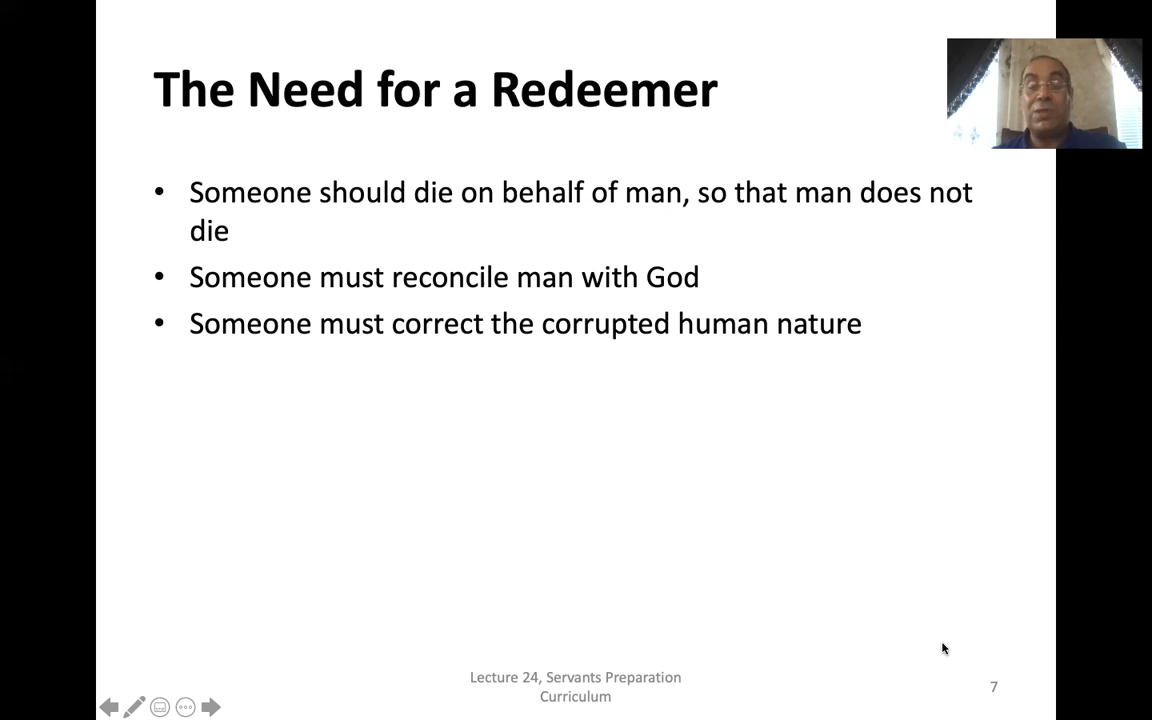 The Need for a Redeemer
• Someone should die on behalf of man, so that man does not
die
• Someone must reconcile man with God
• Someone must correct the corrupted human nature
Lecture 24, Servants Preparation
Curriculum
7